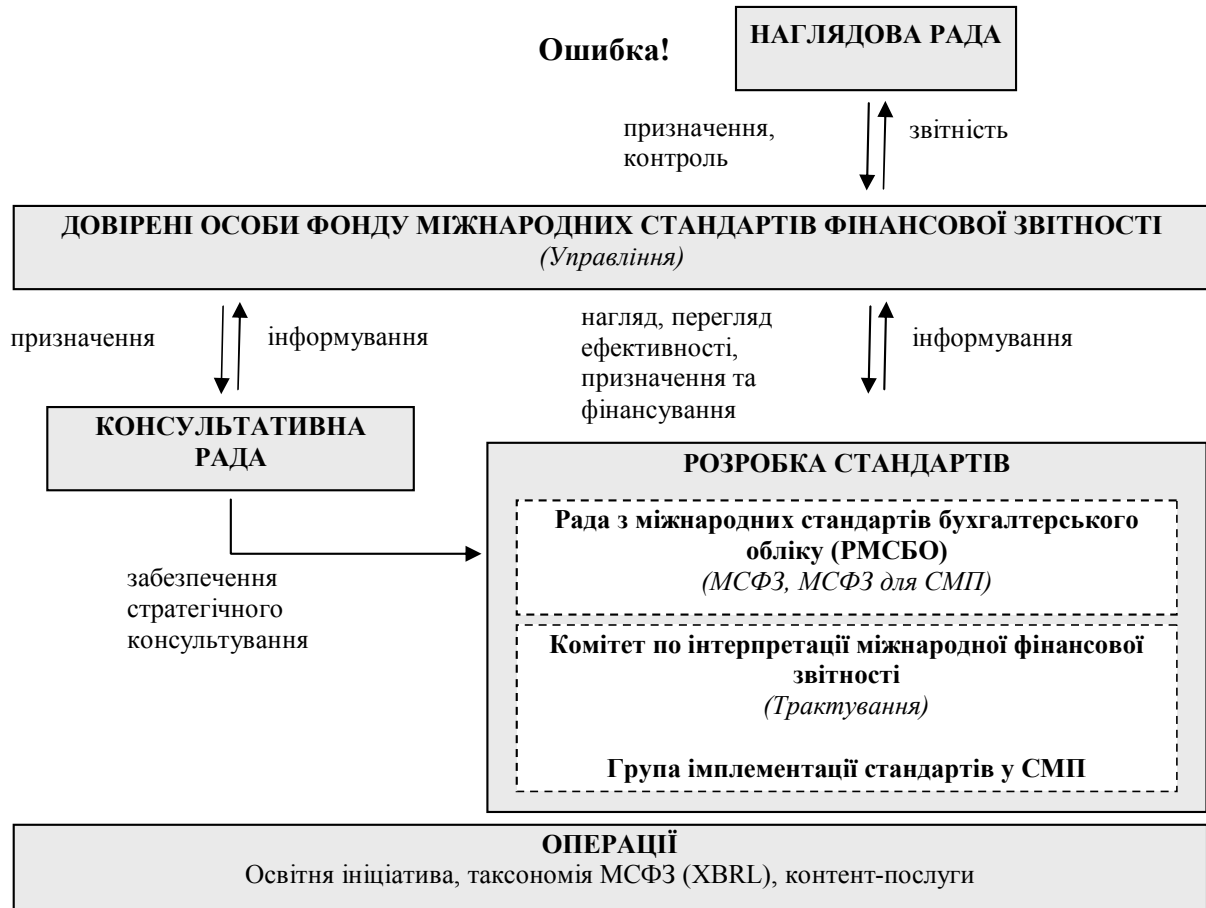 Ошибка!
НАГЛЯДОВА РАДА
призначення,
контроль
звітність
ДОВІРЕНІ ОСОБИ ФОНДУ МІЖНАРОДНИХ СТАНДАРТІВ ФІНАНСОВОЇ ЗВІТНОСТІ
(Управління)
призначення
інформування
нагляд, перегляд
ефективності,
призначення та
фінансування
інформування
КОНСУЛЬТАТИВНА
РАДА
забезпечення
стратегічного
консультування
РОЗРОБКА СТАНДАРТІВ
Рада з міжнародних стандартів бухгалтерського
обліку (РМСБО)
(МСФЗ, МСФЗ для СМП)
Комітет по інтерпретації міжнародної фінансової
звітності
(Трактування)
Група імплементації стандартів у СМП
ОПЕРАЦІЇ
Освітня ініціатива, таксономія МСФЗ (XBRL), контент-послуги